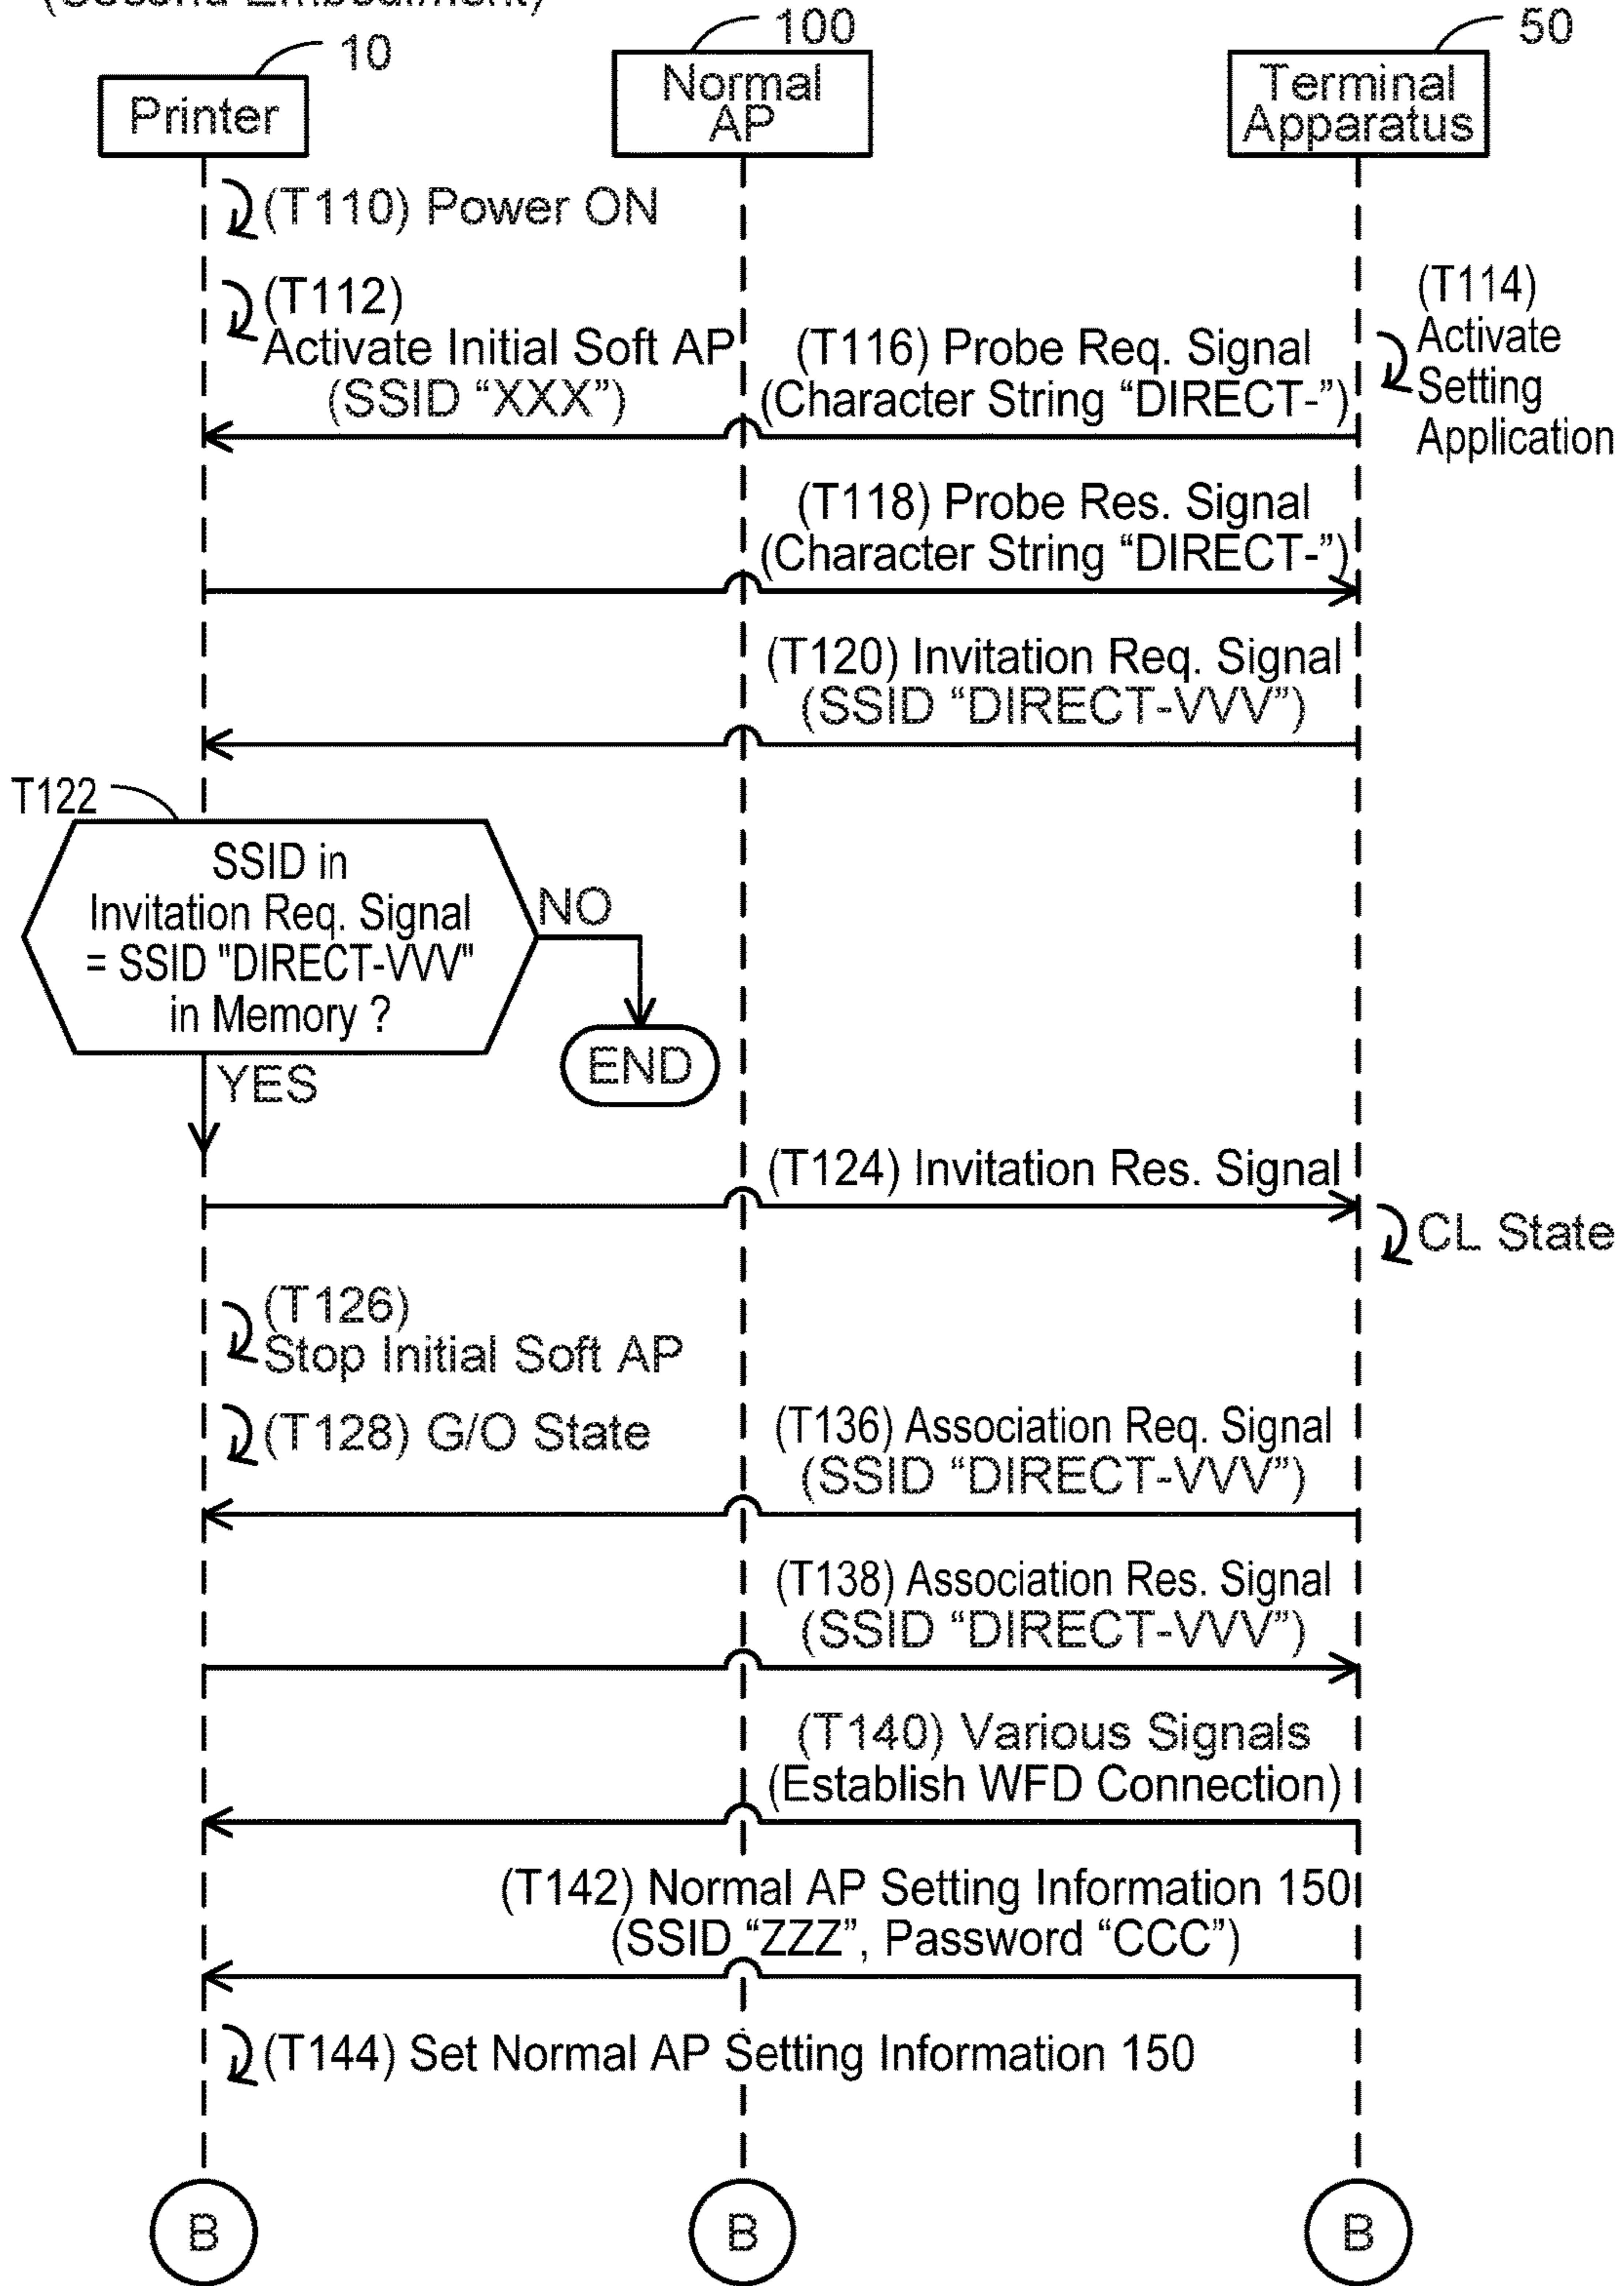 (Second Embodiment)
10
100
50
Printer
Normal
AP
Terminal
Apparatus
(T110) Power ON
(T112)
Activate Initial Soft AP
(SSID “XXX”)
(T114)
Activate
Setting
Application
(T116) Probe Req. Signal
(Character String “DIRECT-”)
(T118) Probe Res. Signal
(Character String “DIRECT-”)
(T120) Invitation Req. Signal
(SSID “DIRECT-VVV”)
T122
SSID in
Invitation Req. Signal
= SSID "DIRECT-VVV"
in Memory ?
NO
END
YES
(T124) Invitation Res. Signal
CL State
(T126)
Stop Initial Soft AP
(T128) G/O State
(T136) Association Req. Signal
(SSID “DIRECT-VVV”)
(T138) Association Res. Signal
(SSID “DIRECT-VVV”)
(T140) Various Signals
(Establish WFD Connection)
(T142) Normal AP Setting Information 150
(SSID “ZZZ”, Password “CCC”)
(T144) Set Normal AP Setting Information 150
B
B
B